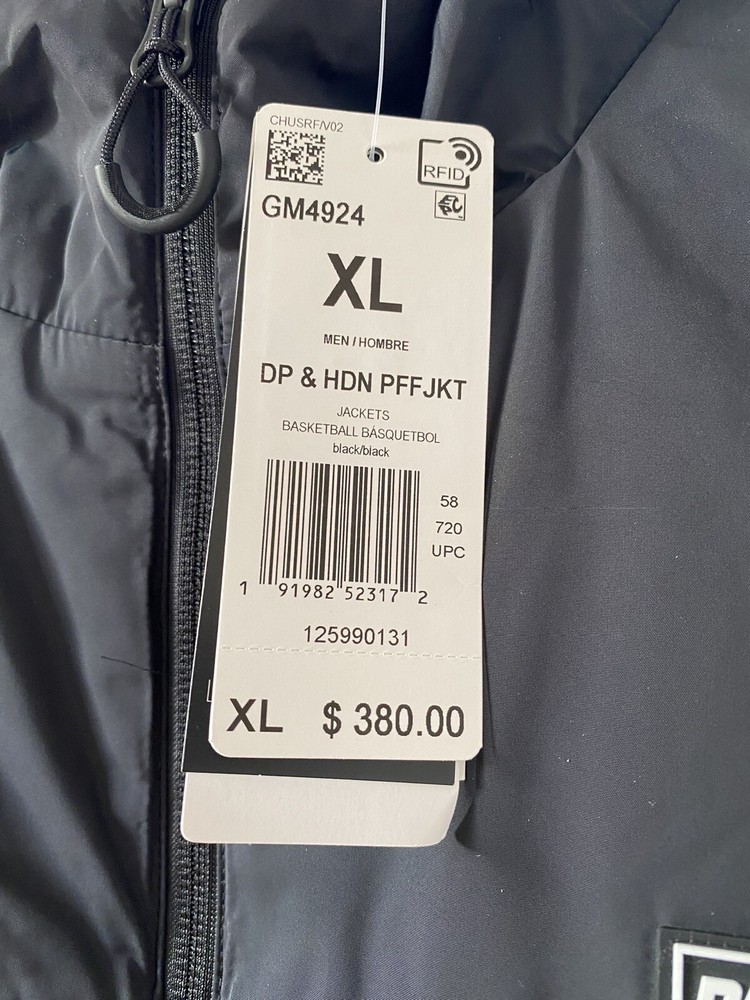 CHUSRF/V02
RFID
GM4924
XL
MEN / HOMBRE
DP & HDN PFFJKT
JACKETS
BASKETBALL BÁSQUETBOL
black/black
58
720
UPC
1 91982 52317 2
125990131
XL $ 380.00